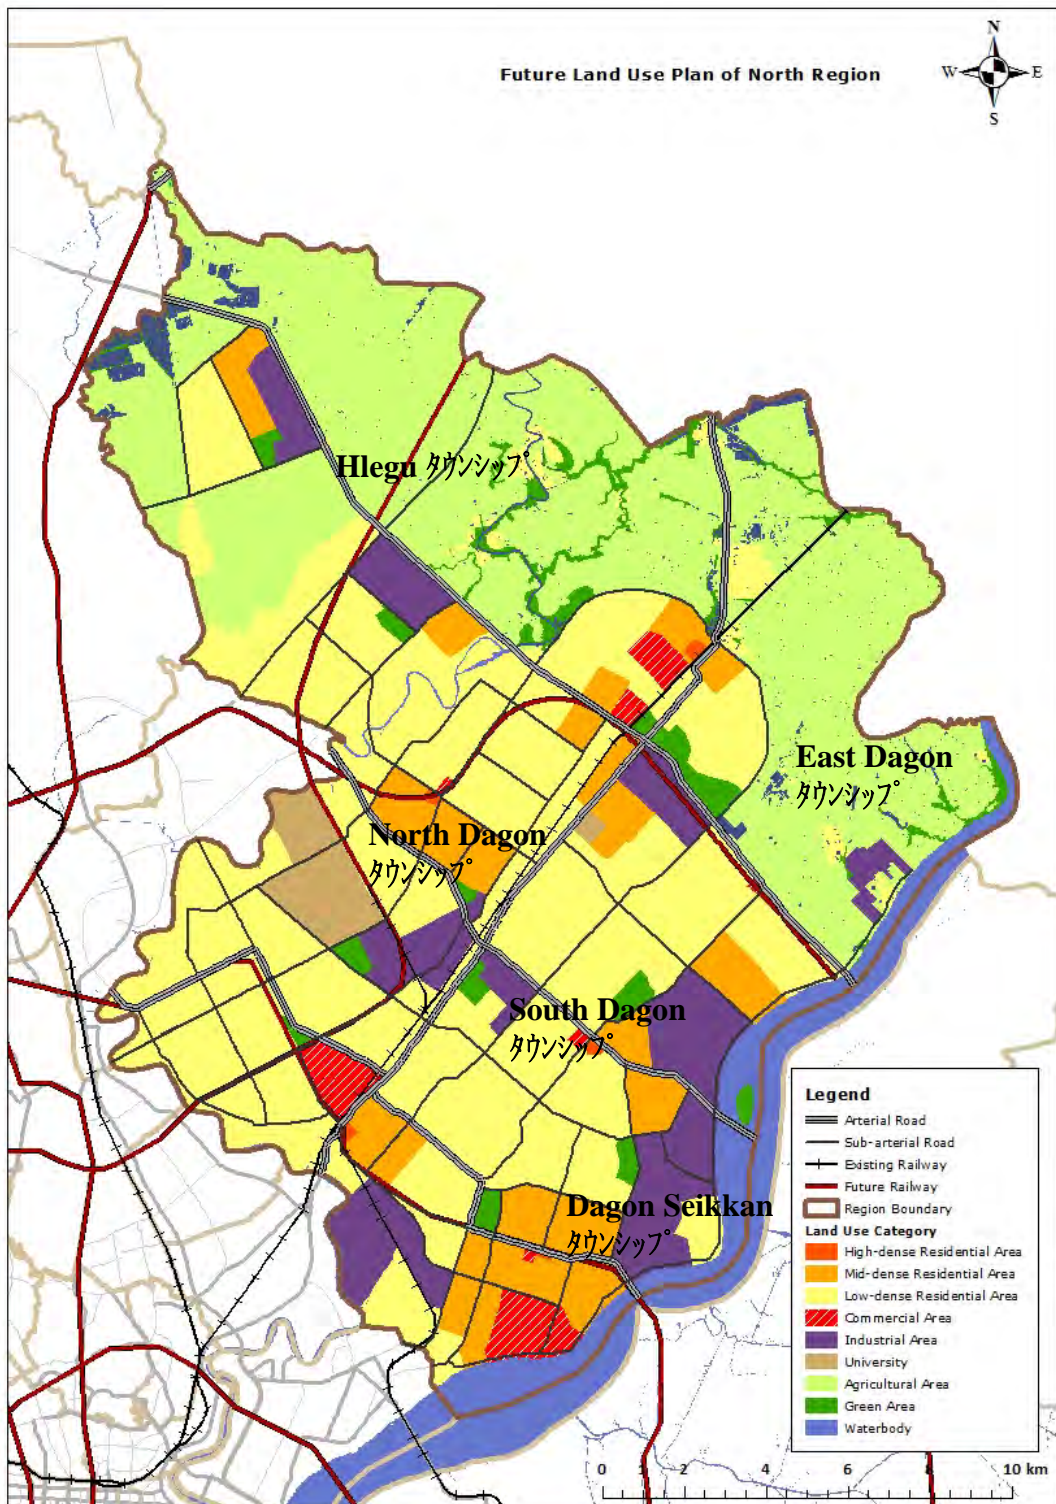 Future Land Use Plan of North Region
N
W E
S
Hlegu タウンシップ
East Dagon
タウンシップ
North Dagon
タウンシップ
South Dagon
タウンシップ
Dagon Seikkan
タウンシップ
Legend
Arterial Road
Sub-arterial Road
Existing Railway
Future Railway
Region Boundary
Land Use Category
High-dense Residential Area
Mid-dense Residential Area
Low-dense Residential Area
Commercial Area
Industrial Area
University
Agricultural Area
Green Area
Waterbody
0 2 4 6 8 10 km